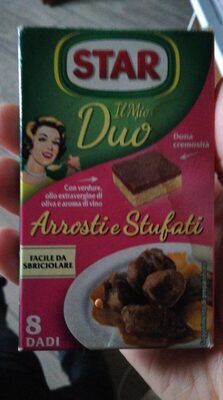 STAR
Il Mio
Duo
Dona
cremosità
Con verdure,
olio extravergine di
oliva e aroma di vino
Arrosti e Stufati
FACILE DA
SBRICIOLARE
8
DADI